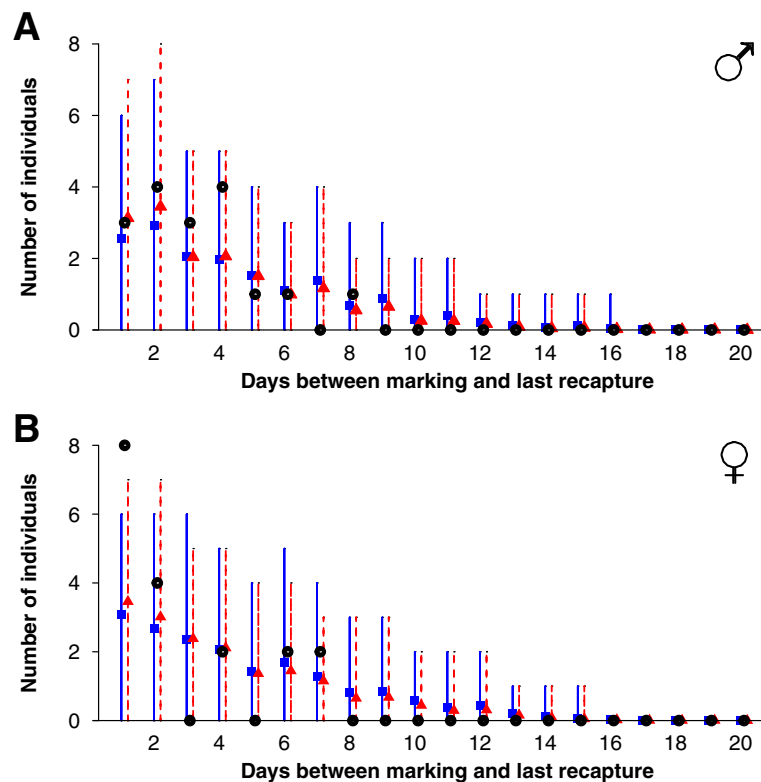 A
Number of individuals
8
6
4
2
0
2 4 6 8 10 12 14 16 18 20
Days between marking and last recapture
B
Number of individuals
8
6
4
2
0
2 4 6 8 10 12 14 16 18 20
Days between marking and last recapture